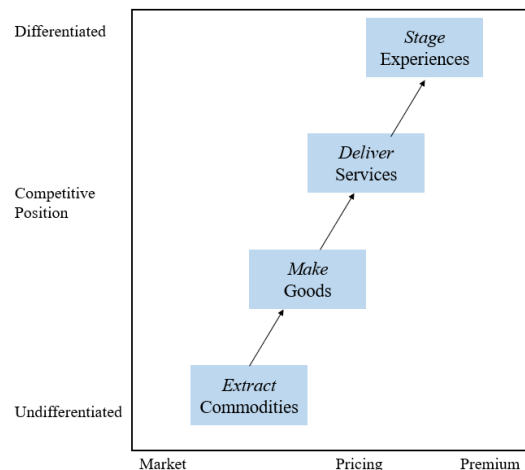 Differentiated
Stage
Experiences
Deliver
Services
Competitive
Position
Make
Goods
Extract
Commodities
Undifferentiated
Market Pricing Premium